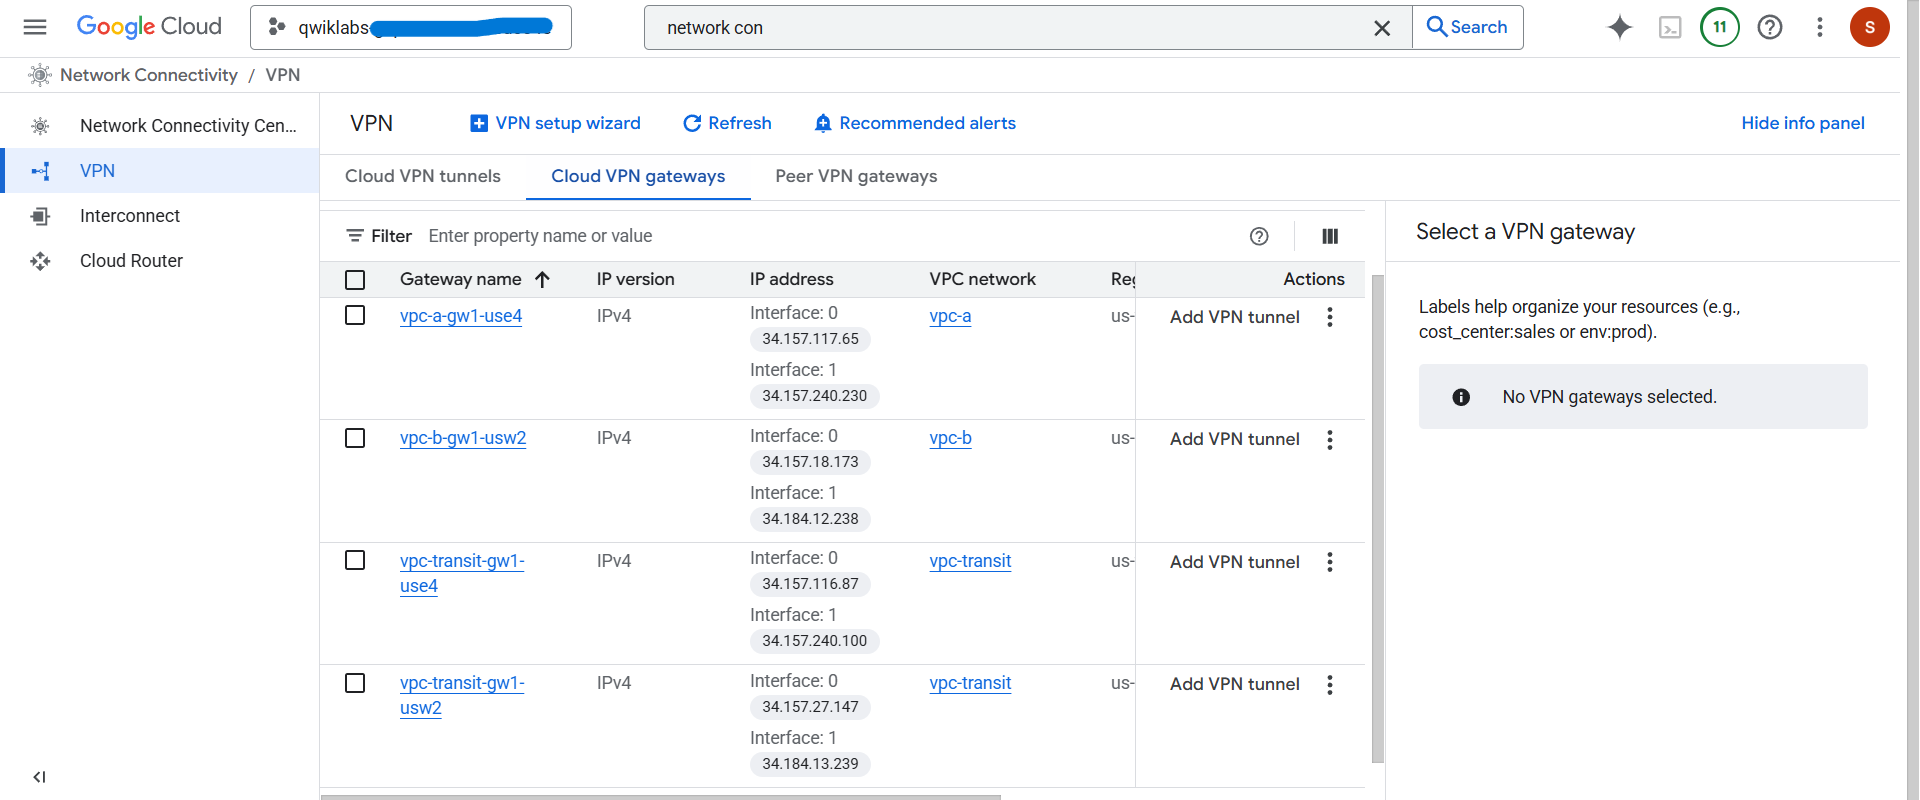 Google Cloud
qwiklabs
network con
Search
11
S
Network Connectivity / VPN
Network Connectivity Cen...
VPN
Interconnect
Cloud Router
VPN
VPN setup wizard
Refresh
Recommended alerts
Hide info panel
Cloud VPN tunnels
Cloud VPN gateways
Peer VPN gateways
Filter
Enter property name or value
Gateway name
IP version
IP address
VPC network
Reg
Actions
vpc-a-gw1-use4
IPv4
Interface: 0
34.157.117.65
Interface: 1
34.157.240.230
vpc-a
us-
Add VPN tunnel
vpc-b-gw1-usw2
IPv4
Interface: 0
34.157.18.173
Interface: 1
34.184.12.238
vpc-b
us-
Add VPN tunnel
vpc-transit-gw1-
use4
IPv4
Interface: 0
34.157.116.87
Interface: 1
34.157.240.100
vpc-transit
us-
Add VPN tunnel
vpc-transit-gw1-
usw2
IPv4
Interface: 0
34.157.27.147
Interface: 1
34.184.13.239
vpc-transit
us-
Add VPN tunnel
Select a VPN gateway
Labels help organize your resources (e.g.,
cost_center:sales or env:prod).
No VPN gateways selected.